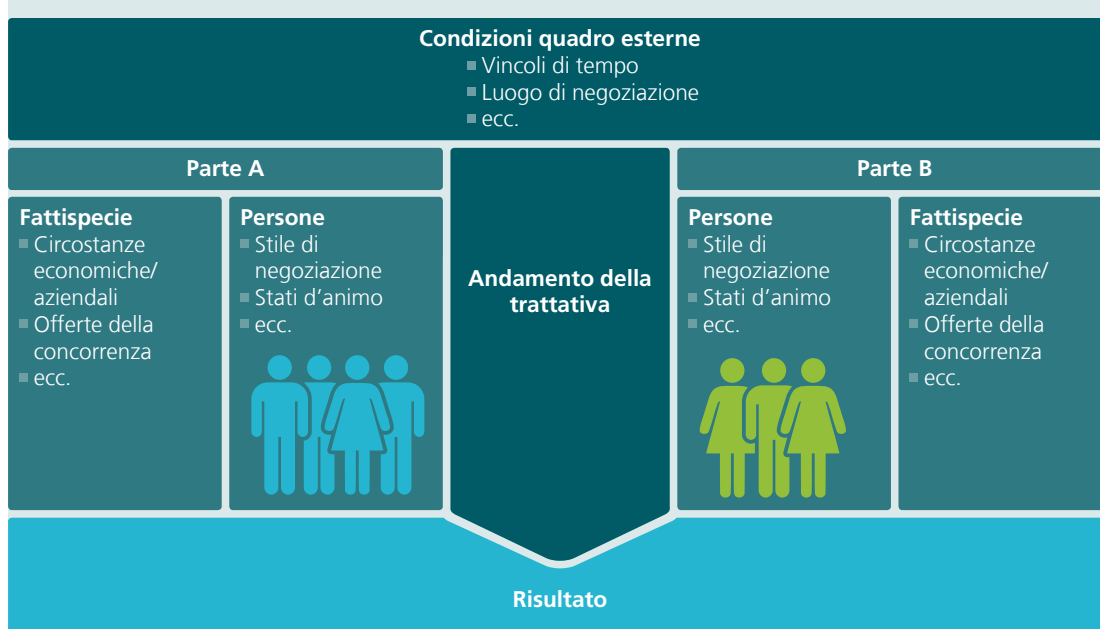 Condizioni quadro esterne
▪ Vincoli di tempo
▪ Luogo di negoziazione
▪ ecc.
Parte A
Fattispecie
▪ Circostanze
economiche/
aziendali
▪ Offerte della
concorrenza
▪ ecc.
Persone
▪ Stile di
negoziazione
▪ Stati d’animo
▪ ecc.
Andamento della
trattativa
Parte B
Persone
▪ Stile di
negoziazione
▪ Stati d’animo
▪ ecc.
Fattispecie
▪ Circostanze
economiche/
aziendali
▪ Offerte della
concorrenza
▪ ecc.
Risultato